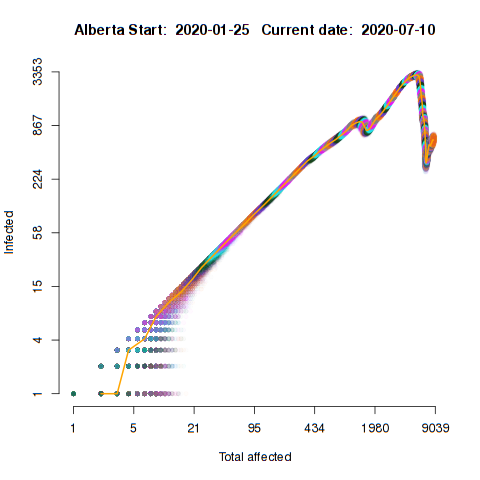 Alberta Start:  2020-01-25   Current date:  2020-07-10
3353
867
224
58
15
4
1
Infected
1 5 21 95 434 1980 9039
Total affected